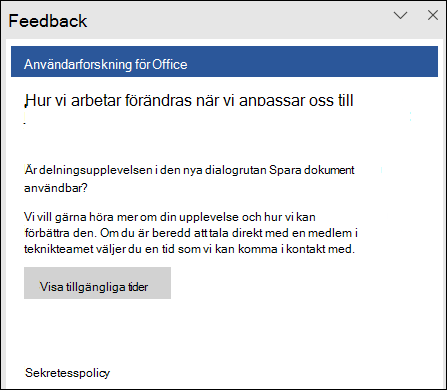 Feedback
Användarforskning för Office
Hur vi arbetar förändras när vi anpassar oss till
.
Är delningsupplevelsen i den nya dialogrutan Spara dokument
användbar?
Vi vill gärna höra mer om din upplevelse och hur vi kan
förbättra den. Om du är beredd att tala direkt med en medlem i
teknikteamet väljer du en tid som vi kan komma i kontakt med.
Visa tillgängliga tider
Sekretesspolicy